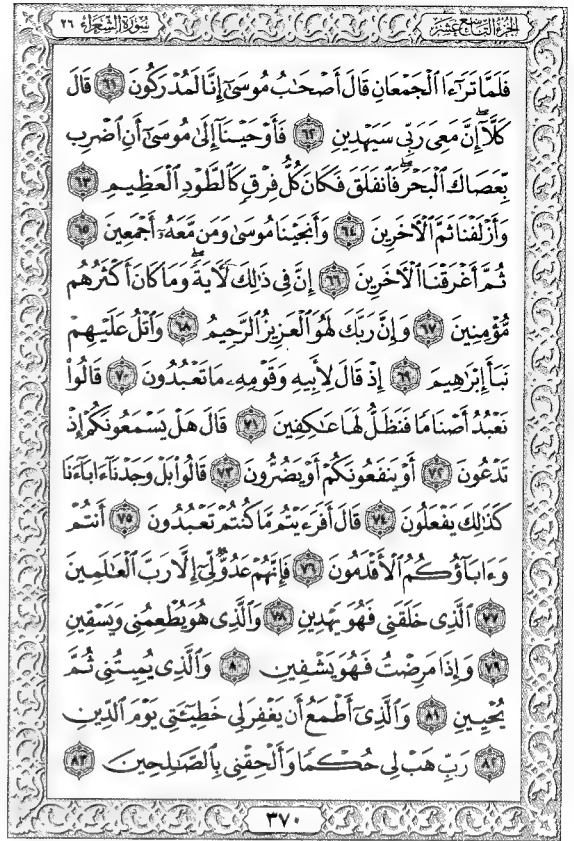 الجزء التاسع عشر
سورة الشعراء ٢٦
فَلَمَّا تَرَٰٓءَا ٱلْجَمْعَانِ قَالَ أَصْحَـٰبُ مُوسَىٰٓ إِنَّا لَمُدْرَكُونَ ٦١ قَالَ
كَلَّآ ۖ إِنَّ مَعِىَ رَبِّى سَيَهْدِينِ ٦٢ فَأَوْحَيْنَآ إِلَىٰ مُوسَىٰٓ أَنِ ٱضْرِب
بِّعَصَاكَ ٱلْبَحْرَ ۖ فَٱنفَلَقَ فَكَانَ كُلُّ فِرْقٍ كَٱلطَّوْدِ ٱلْعَظِيمِ ٦٣
وَأَزْلَفْنَا ثَمَّ ٱلْـَٔاخَرِينَ ٦٤ وَأَنجَيْنَا مُوسَىٰ وَمَن مَّعَهُۥٓ أَجْمَعِينَ ٦٥
ثُمَّ أَغْرَقْنَا ٱلْـَٔاخَرِينَ ٦٦ إِنَّ فِى ذَٰلِكَ لَـَٔايَةً ۖ وَمَا كَانَ أَكْثَرُهُم
مُّؤْمِنِينَ ٦٧ وَإِنَّ رَبَّكَ لَهُوَ ٱلْعَزِيزُ ٱلرَّحِيمُ ٦٨ وَٱتْلُ عَلَيْهِمْ
نَبَأَ إِبْرَٰهِيمَ ٦٩ إِذْ قَالَ لِأَبِيهِ وَقَوْمِهِۦ مَا تَعْبُدُونَ ٧٠ قَالُوا۟
نَعْبُدُ أَصْنَامًا فَنَظَلُّ لَهَا عَـٰكِفِينَ ٧١ قَالَ هَلْ يَسْمَعُونَكُمْ إِذْ
تَدْعُونَ ٧٢ أَوْ يَنفَعُونَكُمْ أَوْ يَضُرُّونَ ٧٣ قَالُوا۟ بَلْ وَجَدْنَآ ءَابَآءَنَا
كَذَٰلِكَ يَفْعَلُونَ ٧٤ قَالَ أَفَرَءَيْتُم مَّا كُنتُمْ تَعْبُدُونَ ٧٥ أَنتُمْ
وَءَابَآؤُكُمُ ٱلْأَقْدَمُونَ ٧٦ فَإِنَّهُمْ عَدُوٌّ لِّىٓ إِلَّا رَبَّ ٱلْعَـٰلَمِينَ
٧٧ ٱلَّذِى خَلَقَنِى فَهُوَ يَهْدِينِ ٧٨ وَٱلَّذِى هُوَ يُطْعِمُنِى وَيَسْقِينِ
٧٩ وَإِذَا مَرِضْتُ فَهُوَ يَشْفِينِ ٨٠ وَٱلَّذِى يُمِيتُنِى ثُمَّ
يُحْيِينِ ٨١ وَٱلَّذِىٓ أَطْمَعُ أَن يَغْفِرَ لِى خَطِيٓـَٔتِى يَوْمَ ٱلدِّينِ
٨٢ رَبِّ هَبْ لِى حُكْمًا وَأَلْحِقْنِى بِٱلصَّـٰلِحِينَ ٨٣
٣٧٠